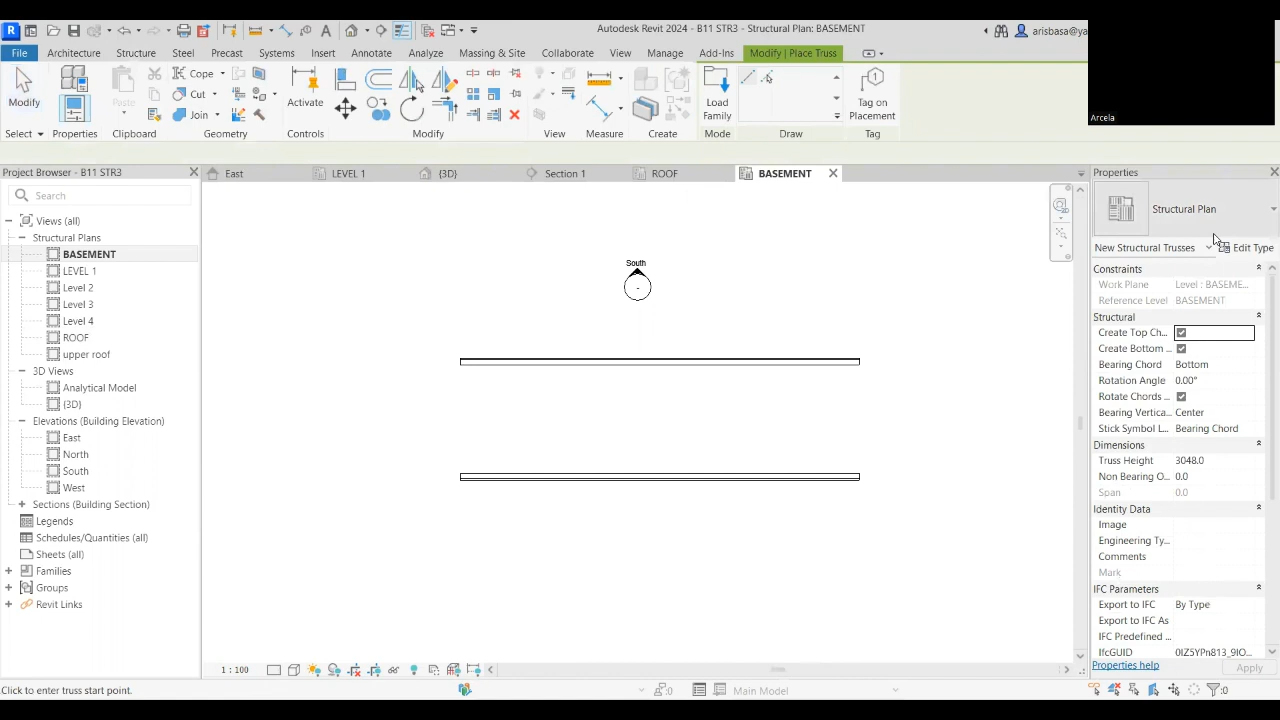 Autodesk Revit 2024 - B11 STR3 - Structural Plan: BASEMENT
arisbasa@ya
File Architecture Structure Steel Precast Systems Insert Annotate Analyze Massing & Site Collaborate View Manage Addins Modify | Place Truss
Modify
Paste
Cope
Cut
Join
Activate
Load Family
Tag on Placement
Select Properties Clipboard Geometry Controls Modify View Measure Create Mode Draw Tag
Arcela
Project Browser - B11 STR3
Search
Views (all)
Structural Plans
BASEMENT
LEVEL 1
Level 2
Level 3
Level 4
ROOF
upper roof
3D Views
Analytical Model
{3D}
Elevations (Building Elevation)
East
North
South
West
Sections (Building Section)
Legends
Schedules/Quantities (all)
Sheets (all)
Families
Groups
Revit Links
East LEVEL 1 {3D} Section 1 ROOF BASEMENT
South
1 : 100
Properties
Structural Plan
New Structural Trusses Edit Type
Constraints
Work Plane Level : BASEME...
Reference Level BASEMENT
Structural
Create Top Ch...
Create Bottom ...
Bearing Chord Bottom
Rotation Angle 0.00°
Rotate Chords ...
Bearing Vertica... Center
Stick Symbol L... Bearing Chord
Dimensions
Truss Height 3048.0
Non Bearing O... 0.0
Span 0.0
Identity Data
Image
Engineering Ty...
Comments
Mark
IFC Parameters
Export to IFC By Type
Export to IFC As
IFC Predefined ...
IfcGUID 0IZ5YPn813_9IO...
Properties help Apply
Click to enter truss start point.
:0 Main Model :0